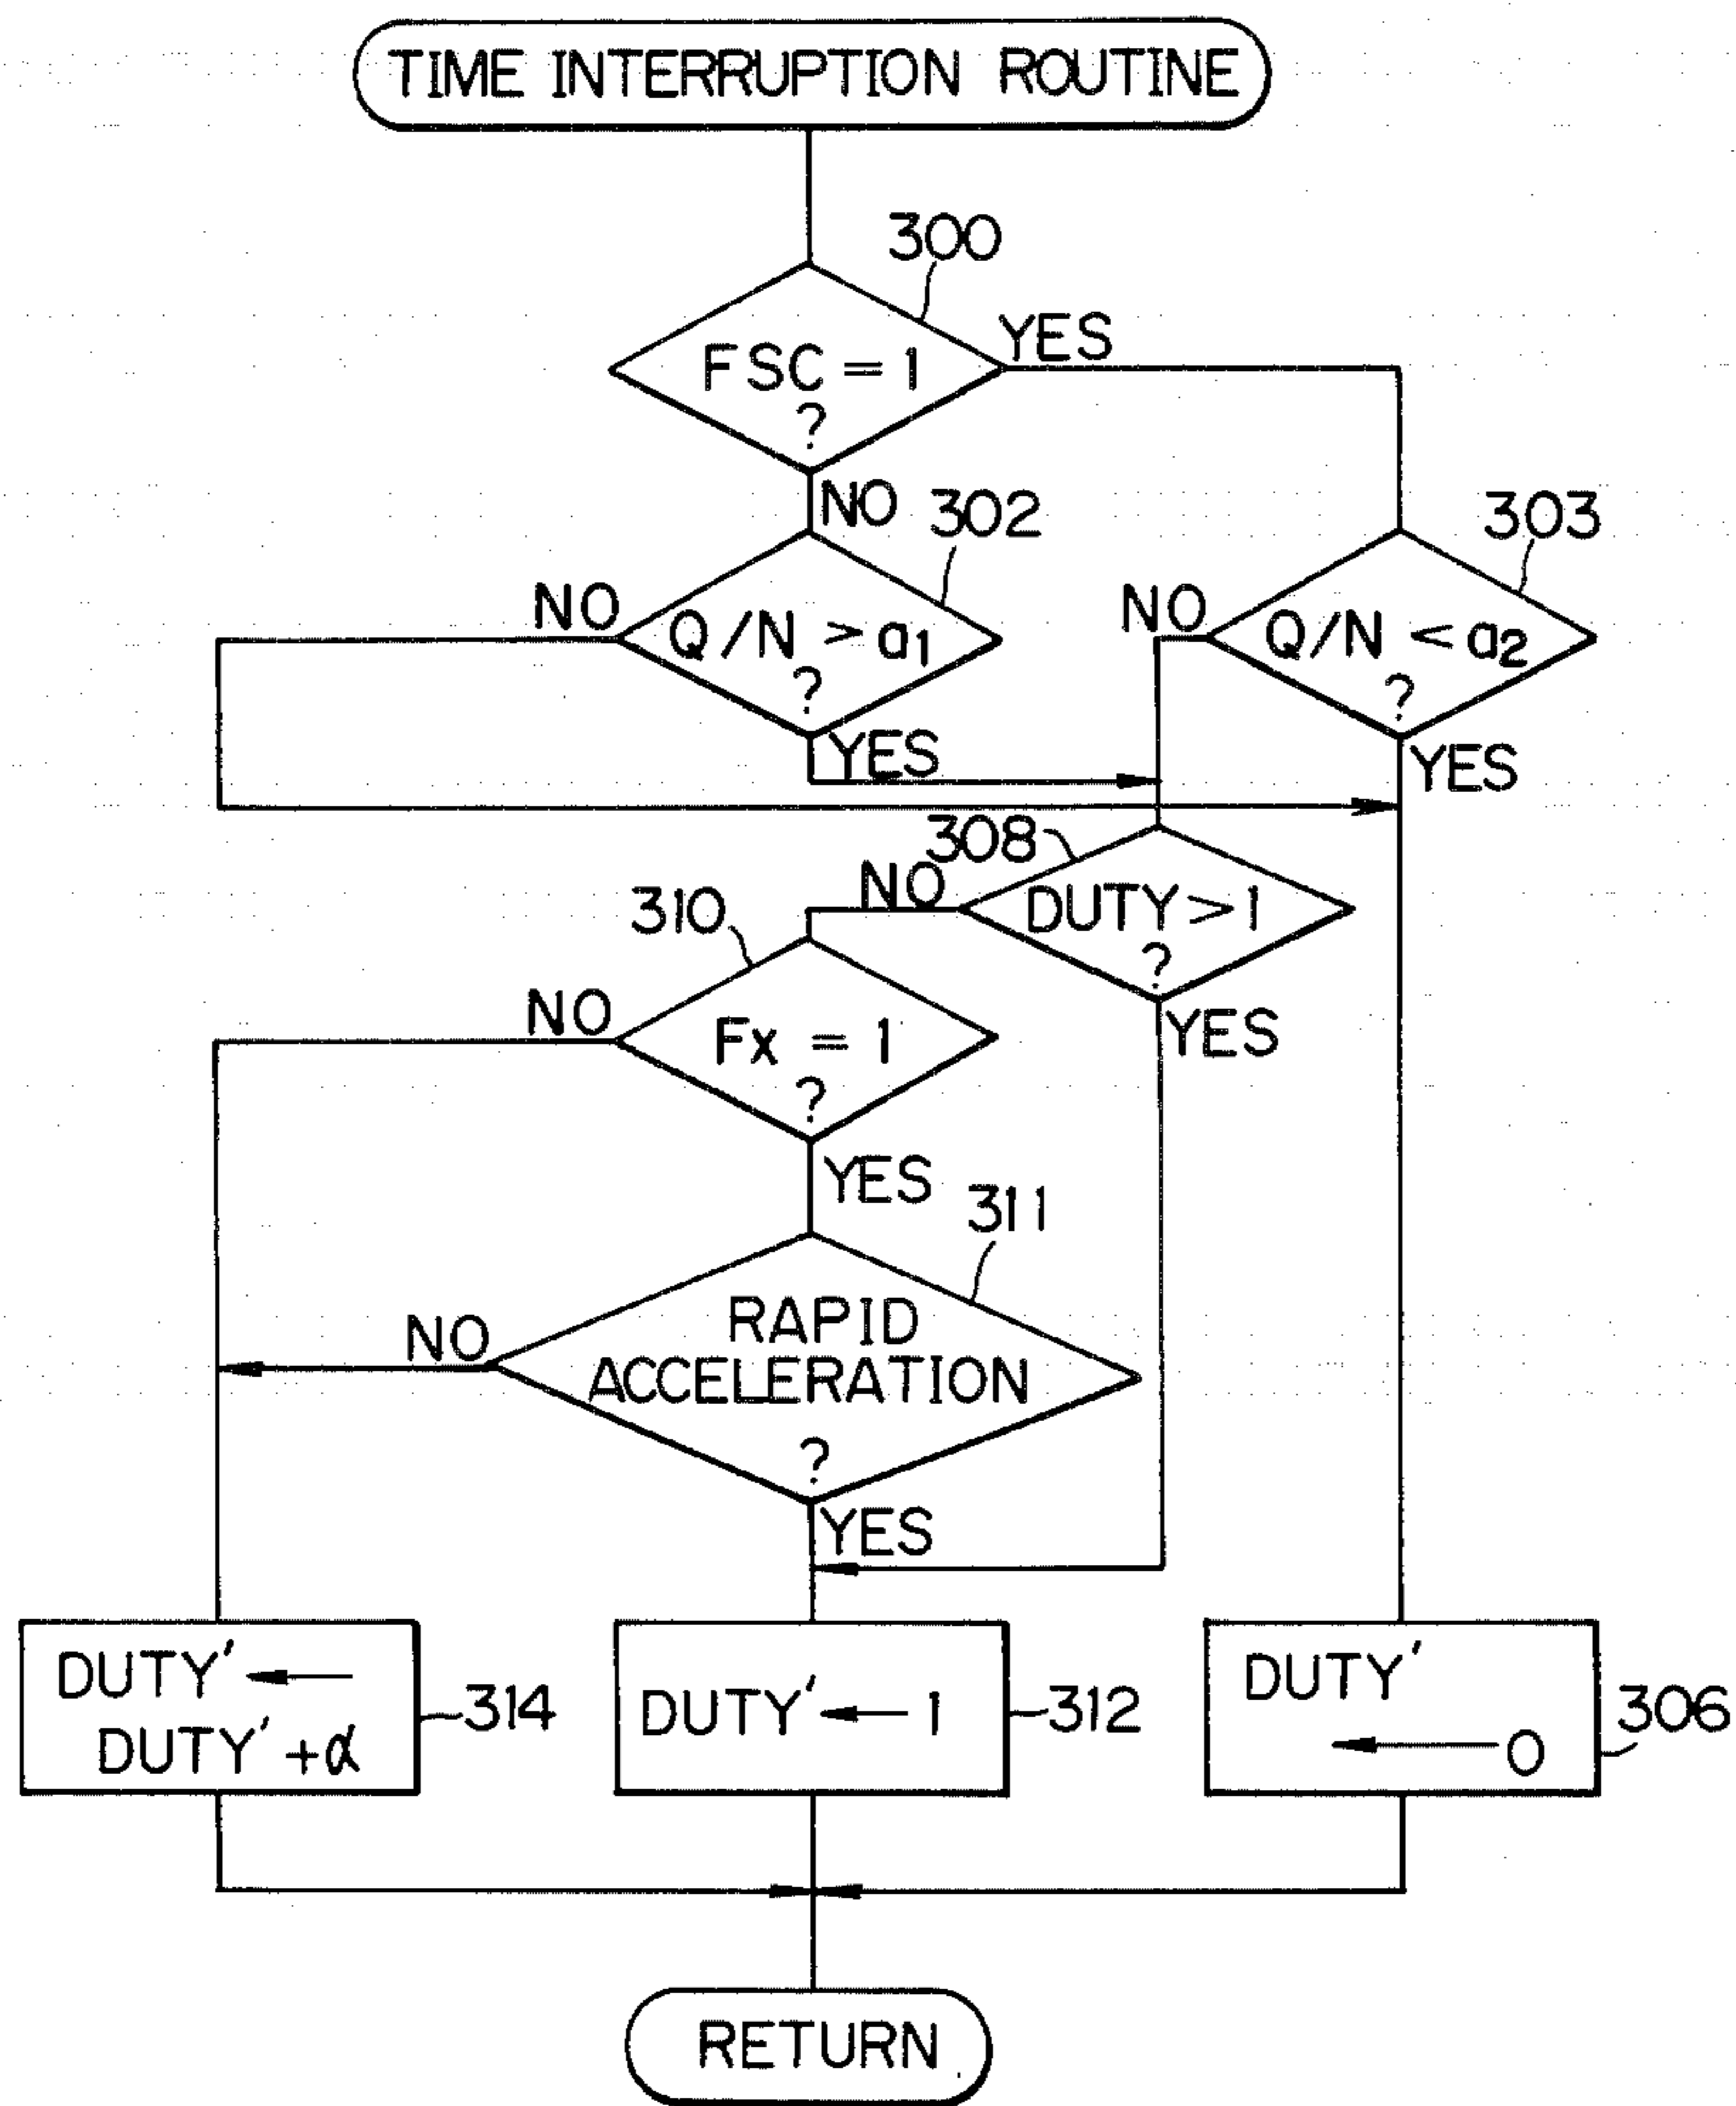 TIME INTERRUPTION ROUTINE
300
FSC = 1
?
YES
NO
302
303
NO
Q/N > a1
?
YES
NO
Q/N < a2
?
YES
308
NO
DUTY > 1
?
YES
310
NO
Fx = 1
?
YES
311
NO
RAPID
ACCELERATION
?
YES
DUTY' ←
DUTY' + α
314
DUTY' ← 1
312
DUTY'
← 0
306
RETURN